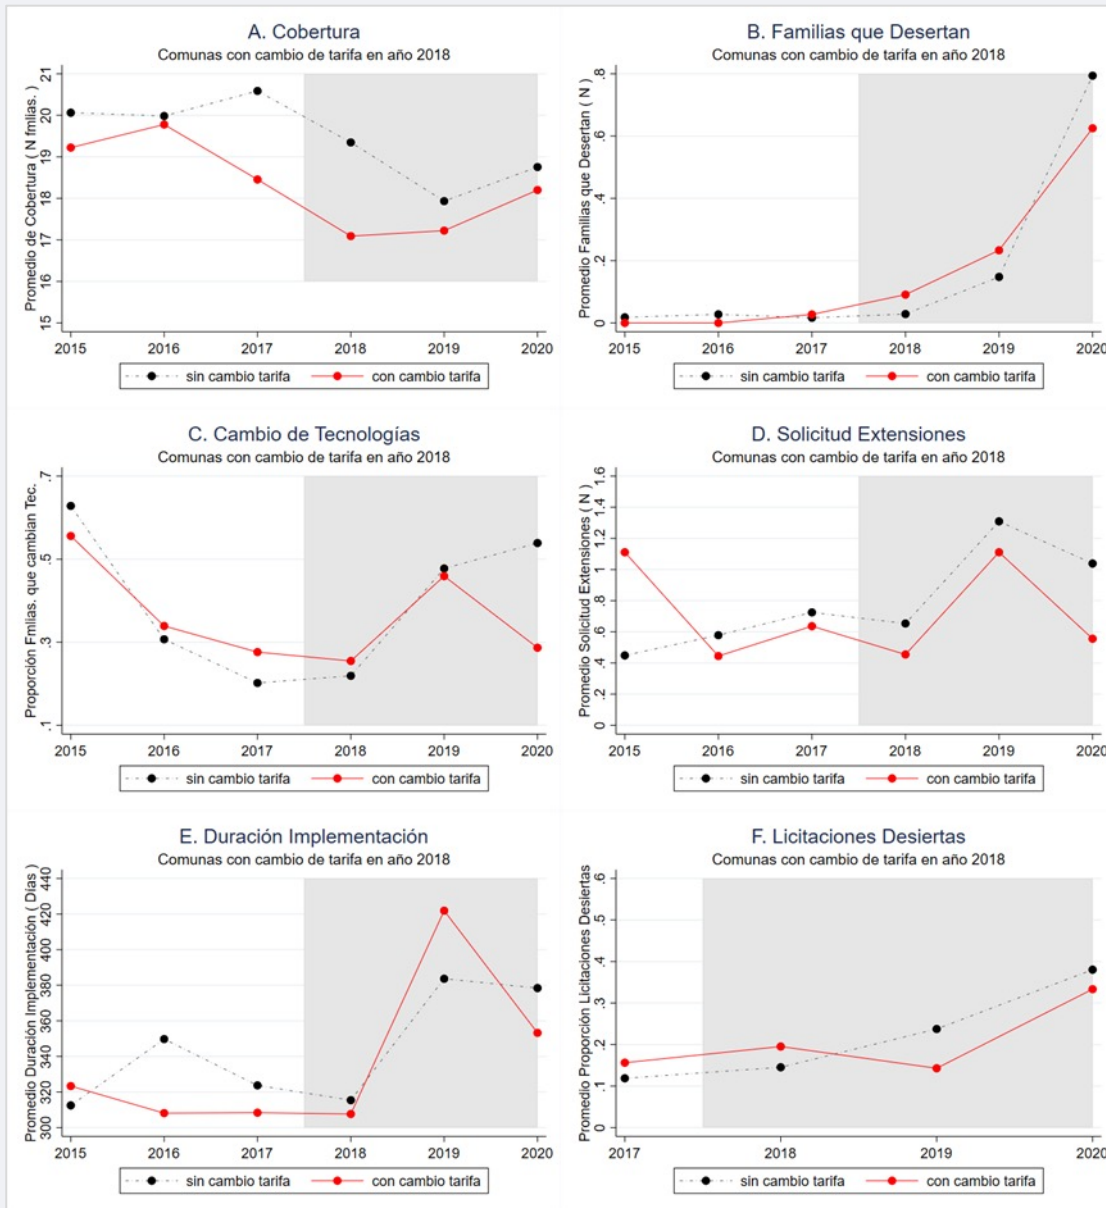 A. Cobertura
Comunas con cambio de tarifa en año 2018
Promedio de Cobertura ( N fmilias. )
21
20
19
18
17
16
15
2015 2016 2017 2018 2019 2020
sin cambio tarifa con cambio tarifa
B. Familias que Desertan
Comunas con cambio de tarifa en año 2018
Promedio Familias que Desertan ( N )
.8
.6
.4
.2
0
2015 2016 2017 2018 2019 2020
sin cambio tarifa con cambio tarifa
C. Cambio de Tecnologías
Comunas con cambio de tarifa en año 2018
Proporción Fmlias. que cambian Tec.
.7
.5
.3
.1
2015 2016 2017 2018 2019 2020
sin cambio tarifa con cambio tarifa
D. Solicitud Extensiones
Comunas con cambio de tarifa en año 2018
Promedio Solicitud Extensiones ( N )
1.6
1.4
1.2
1
.8
.6
.4
.2
0
2015 2016 2017 2018 2019 2020
sin cambio tarifa con cambio tarifa
E. Duración Implementación
Comunas con cambio de tarifa en año 2018
Promedio Duración Implementación ( Días )
440
420
400
380
360
340
320
300
2015 2016 2017 2018 2019 2020
sin cambio tarifa con cambio tarifa
F. Licitaciones Desiertas
Comunas con cambio de tarifa en año 2018
Promedio Proporción Licitaciones Desiertas
.6
.5
.4
.3
.2
.1
0
2017 2018 2019 2020
sin cambio tarifa con cambio tarifa